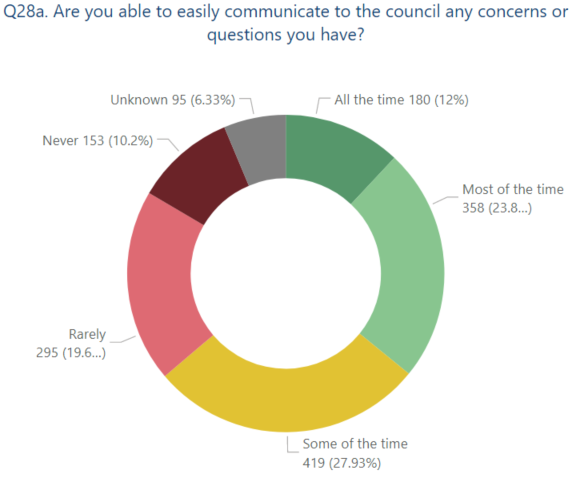 Q28a. Are you able to easily communicate to the council any concerns or
questions you have?
Unknown 95 (6.33%)
All the time 180 (12%)
Never 153 (10.2%)
Most of the time
358 (23.8...)
Rarely
295 (19.6...)
Some of the time
419 (27.93%)